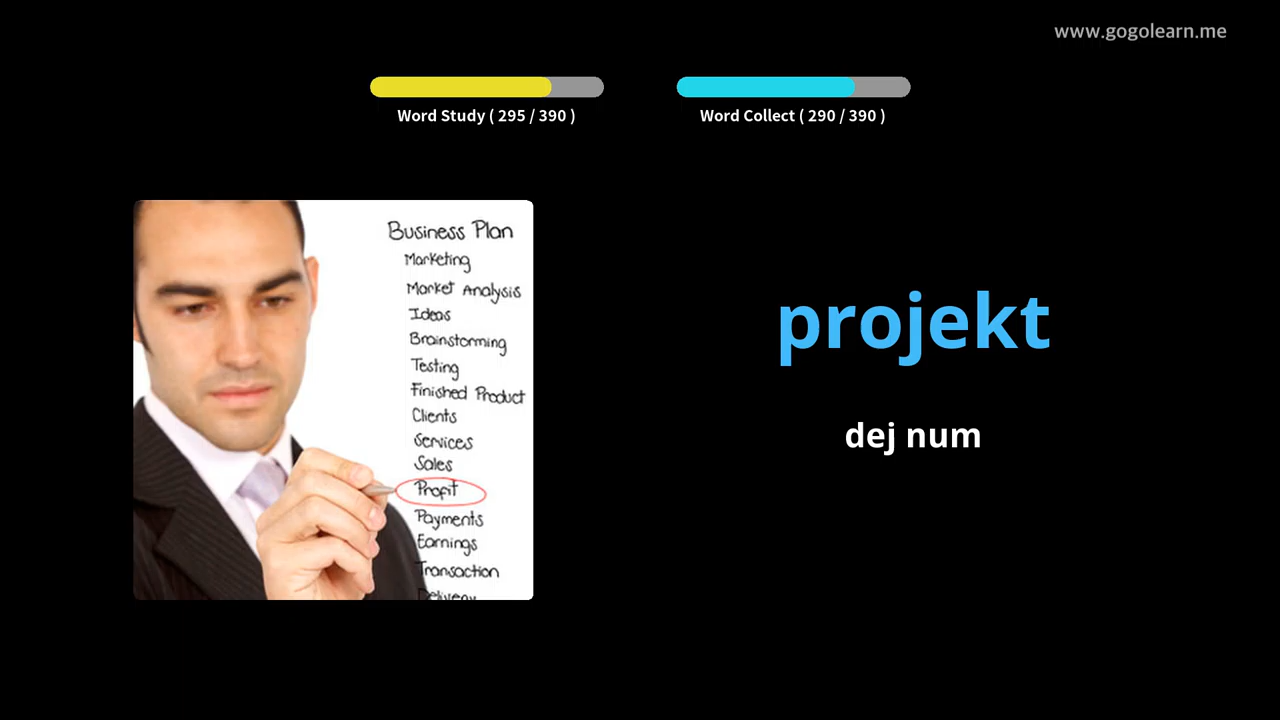 www.gogolearn.me
Word Study ( 295 / 390 )
Word Collect ( 290 / 390 )
Business Plan
Marketing
Market Analysis
Ideas
Brainstorming
Testing
Finished Product
Clients
Services
Sales
Profit
Payments
Earnings
Transaction
Delivery
projekt
dej num